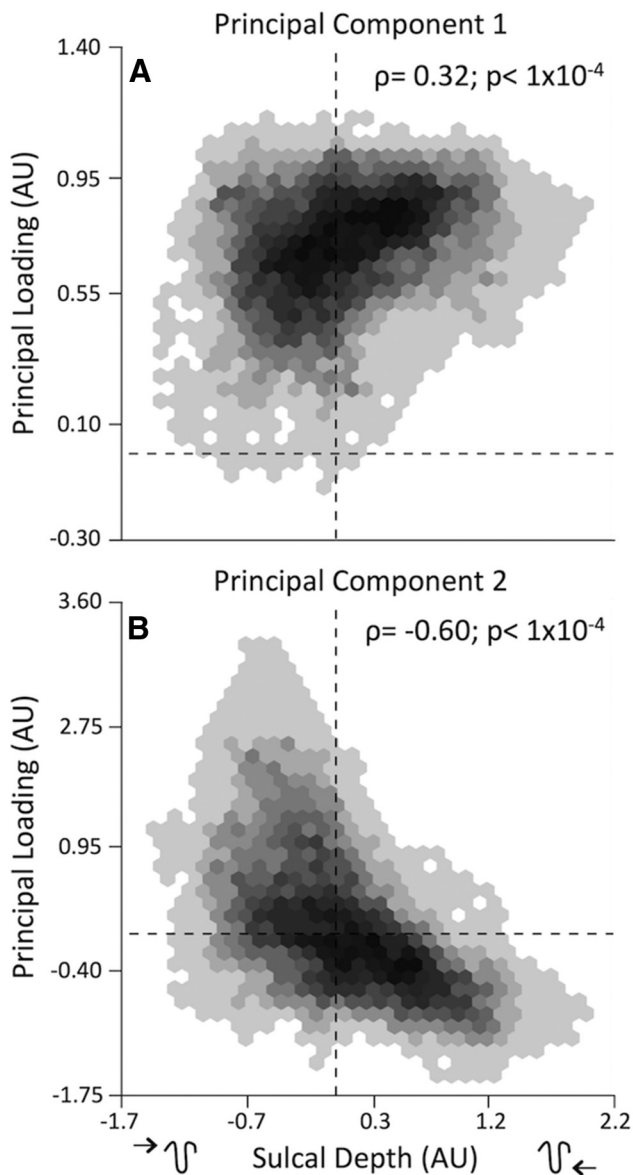 Principal Component 1
A
ρ= 0.32; p< 1x10-4
1.40
0.95
0.55
0.10
-0.30
Principal Loading (AU)
Principal Component 2
B
ρ= -0.60; p< 1x10-4
3.60
2.75
0.95
-0.40
-1.75
Principal Loading (AU)
-1.7 -0.7 0.3 1.2 2.2
Sulcal Depth (AU)